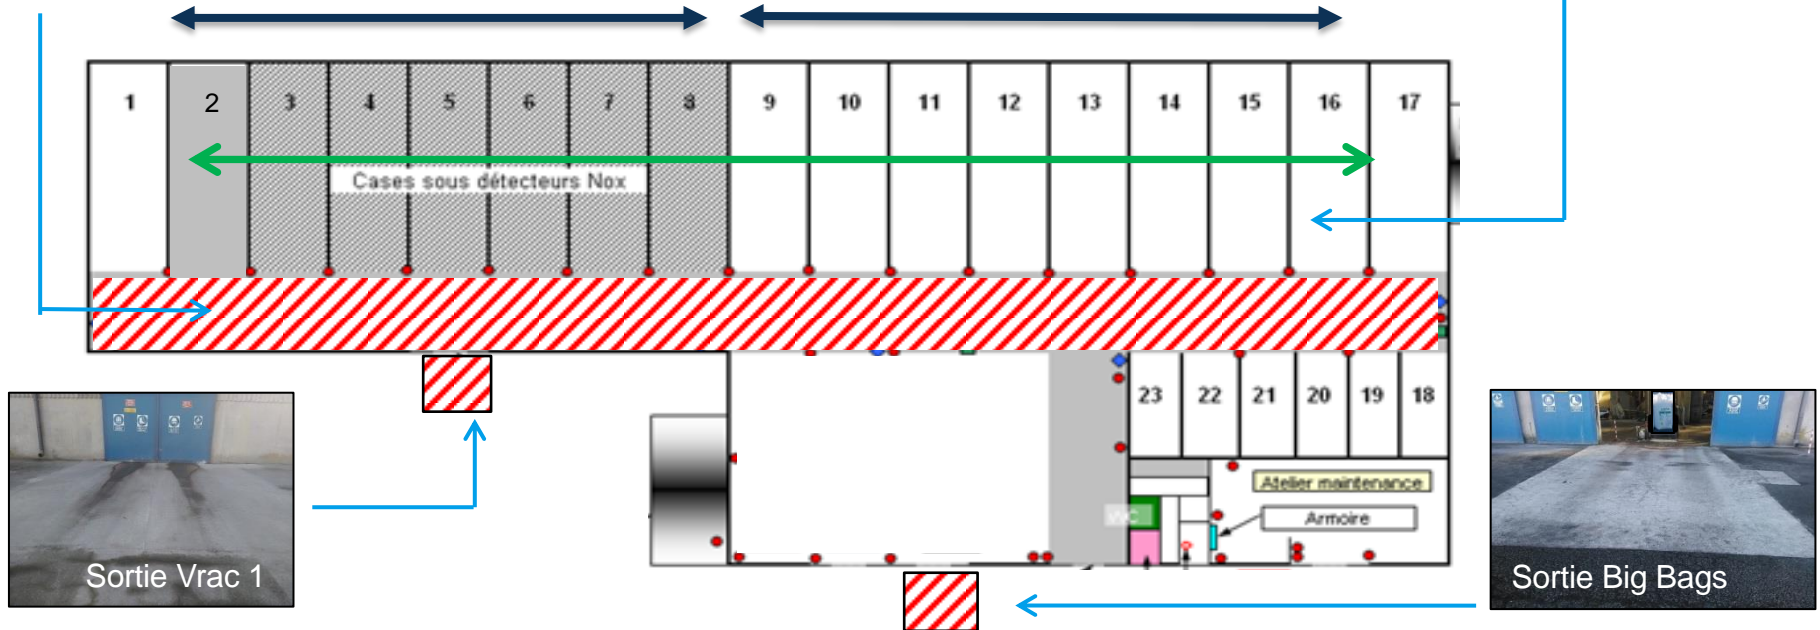 1 2 3 4 5 6 7 8 9 10 11 12 13 14 15 16 17
Cases sous détecteurs Nox
23 22 21 20 19 18
Atelier maintenance
WC
Armoire
Sortie Vrac 1
Sortie Big Bags